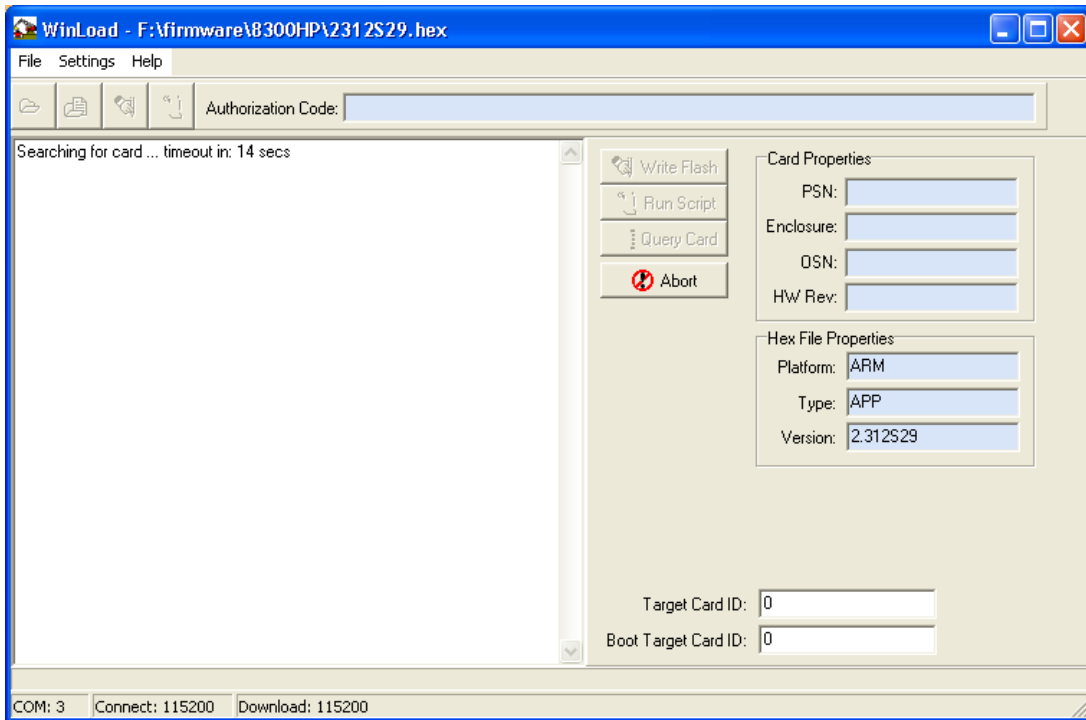 WinLoad - F:\firmware\8300HP\2312S29.hex
File Settings Help
Authorization Code:
Searching for card ... timeout in: 14 secs
Write Flash
Run Script
Query Card
Abort
Card Properties
PSN:
Enclosure:
OSN:
HW Rev:
Hex File Properties
Platform: ARM
Type: APP
Version: 2.312S29
Target Card ID: 0
Boot Target Card ID: 0
COM: 3 Connect: 115200 Download: 115200